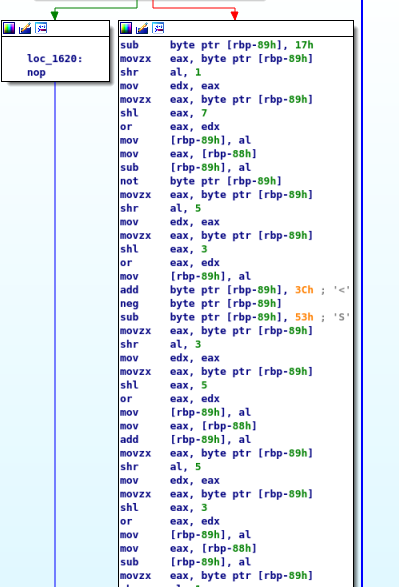 loc_1620:
nop
sub byte ptr [rbp-89h], 17h
movzx eax, byte ptr [rbp-89h]
shr al, 1
mov edx, eax
movzx eax, byte ptr [rbp-89h]
shl eax, 7
or eax, edx
mov [rbp-89h], al
mov eax, [rbp-88h]
sub [rbp-89h], al
not byte ptr [rbp-89h]
movzx eax, byte ptr [rbp-89h]
shr al, 5
mov edx, eax
movzx eax, byte ptr [rbp-89h]
shl eax, 3
or eax, edx
mov [rbp-89h], al
add byte ptr [rbp-89h], 3Ch ; '<'
neg byte ptr [rbp-89h]
sub byte ptr [rbp-89h], 53h ; 'S'
movzx eax, byte ptr [rbp-89h]
shr al, 3
mov edx, eax
movzx eax, byte ptr [rbp-89h]
shl eax, 5
or eax, edx
mov [rbp-89h], al
mov eax, [rbp-88h]
add [rbp-89h], al
movzx eax, byte ptr [rbp-89h]
shr al, 5
mov edx, eax
movzx eax, byte ptr [rbp-89h]
shl eax, 3
or eax, edx
mov [rbp-89h], al
mov eax, [rbp-88h]
sub [rbp-89h], al
movzx eax, byte ptr [rbp-89h]